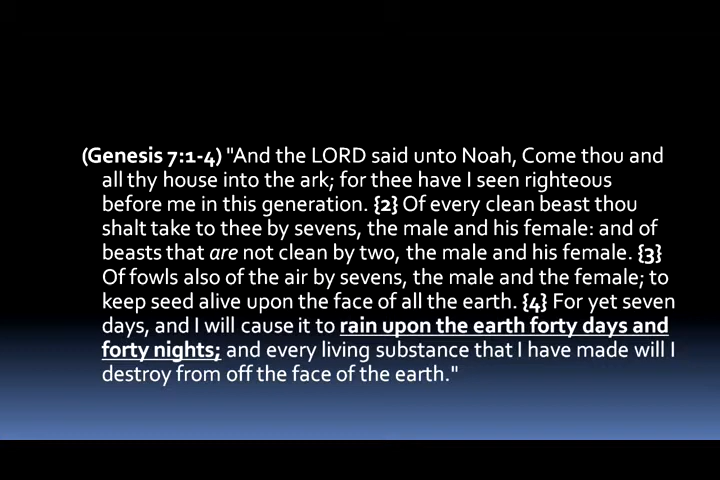 (Genesis 7:1-4) "And the LORD said unto Noah, Come thou and
all thy house into the ark; for thee have I seen righteous
before me in this generation. {2} Of every clean beast thou
shalt take to thee by sevens, the male and his female: and of
beasts that are not clean by two, the male and his female. {3}
Of fowls also of the air by sevens, the male and the female; to
keep seed alive upon the face of all the earth. {4} For yet seven
days, and I will cause it to rain upon the earth forty days and
forty nights; and every living substance that I have made will I
destroy from off the face of the earth."